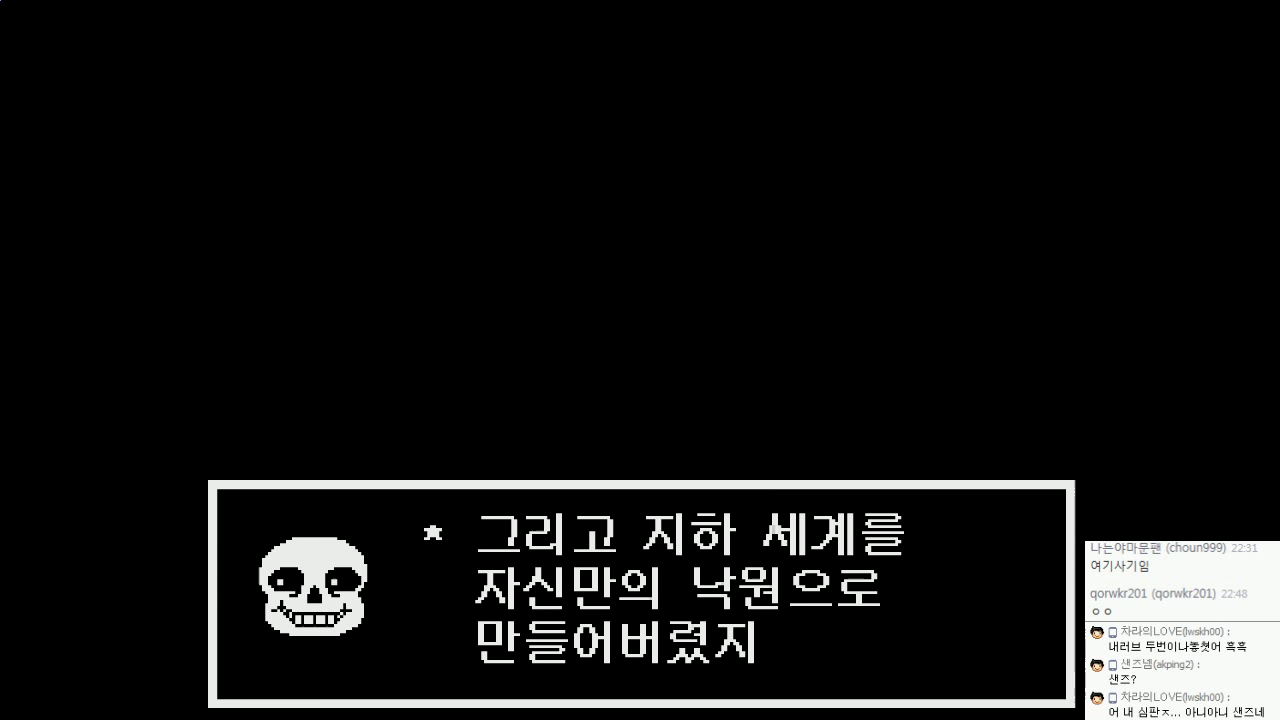 * 그리고 지하 세계를
자신만의 낙원으로
만들어버렸지
나는야마문팬 (choun999) 22:31
여기사기임
qorwkr201 (qorwkr201) 22:48
ㅇㅇ
차라의LOVE(lwskh00) :
내러브 두번이나놓쳣어 흑흑
샌즈넴(akping2) :
샌즈?
차라의LOVE(lwskh00) :
어 내 심판ㅈ... 아니아니 샌즈네